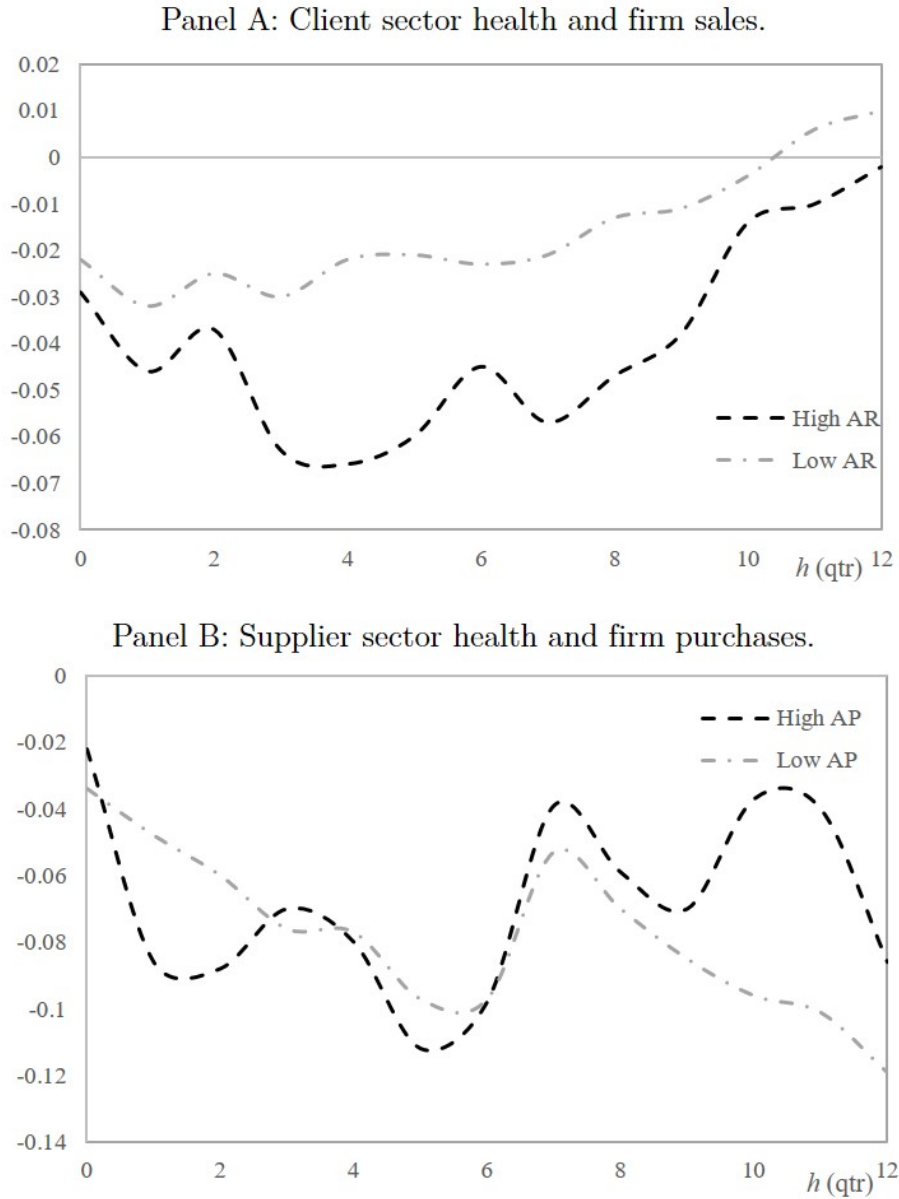 Panel A: Client sector health and firm sales.
0.02
0.01
0
-0.01
-0.02
-0.03
-0.04
-0.05
-0.06
-0.07
-0.08
High AR
Low AR
0 2 4 6 8 10 12
h (qtr)
Panel B: Supplier sector health and firm purchases.
0
-0.02
-0.04
-0.06
-0.08
-0.1
-0.12
-0.14
High AP
Low AP
0 2 4 6 8 10 12
h (qtr)